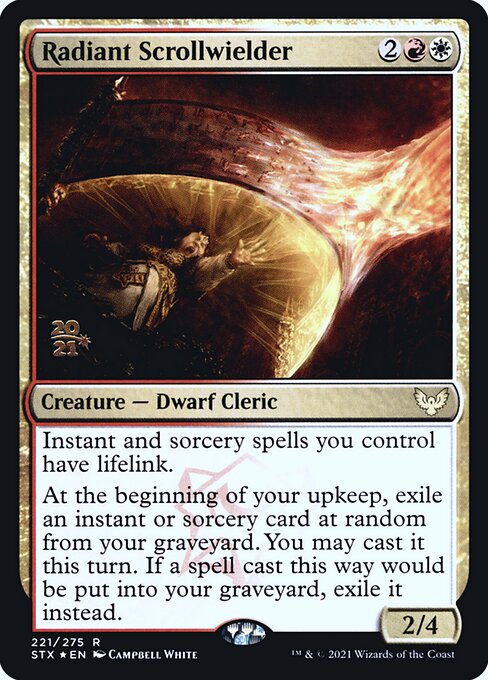 Radiant Scrollwielder 2
20
21
Creature — Dwarf Cleric
Instant and sorcery spells you control
have lifelink.
At the beginning of your upkeep, exile
an instant or sorcery card at random
from your graveyard. You may cast it
this turn. If a spell cast this way would
be put into your graveyard, exile it
instead.
2/4
221/275 R
STX ★ EN Campbell White
™ & © 2021 Wizards of the Coast